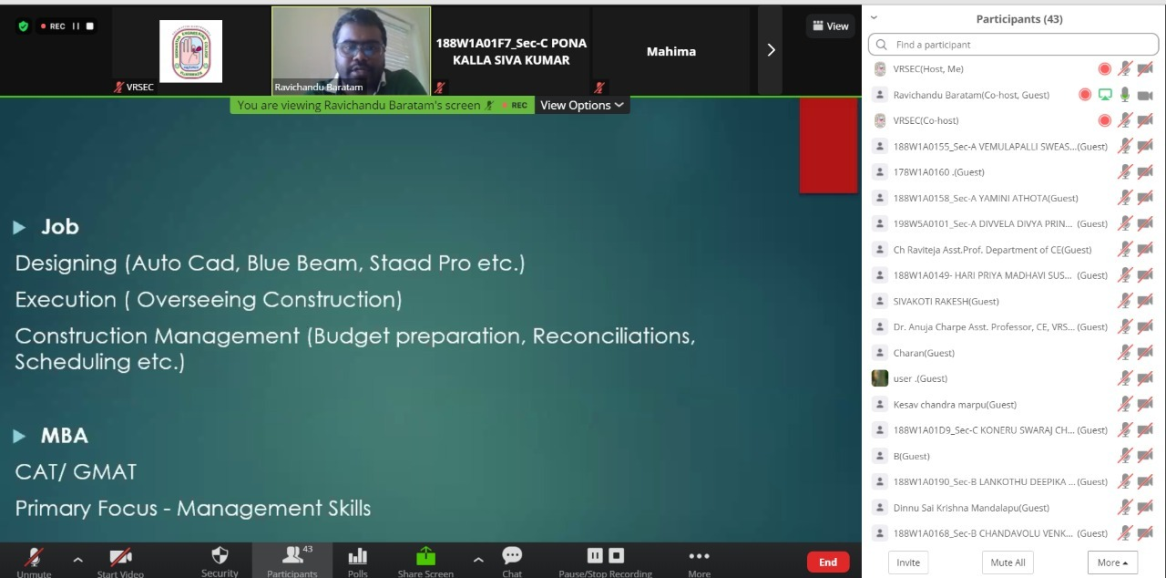 REC
View
188W1A01F7_Sec-C PONA
KALLA SIVA KUMAR
Mahima
VRSEC
Ravichandu Baratam
You are viewing Ravichandu Baratam's screen
REC
View Options
Job
Designing (Auto Cad, Blue Beam, Staad Pro etc.)
Execution ( Overseeing Construction)
Construction Management (Budget preparation, Reconciliations,
Scheduling etc.)
MBA
CAT/ GMAT
Primary Focus - Management Skills
Unmute
Start Video
Security
43
Participants
Polls
Share Screen
Chat
Pause/Stop Recording
More
End
Participants (43)
Find a participant
VRSEC(Host, Me)
Ravichandu Baratam(Co-host, Guest)
VRSEC(Co-host)
188W1A0155_Sec-A VEMULAPALLI SWEAS... (Guest)
178W1A0160 .(Guest)
188W1A0158_Sec-A YAMINI ATHOTA(Guest)
198W5A0101_Sec-A DIVVELA DIVYA PRIN... (Guest)
Ch Raviteja Asst.Prof. Department of CE(Guest)
188W1A0149- HARI PRIYA MADHAVI SUS... (Guest)
SIVAKOTI RAKESH(Guest)
Dr. Anuja Charpe Asst. Professor, CE, VRS... (Guest)
Charan(Guest)
user .(Guest)
Kesav chandra marpu(Guest)
188W1A01D9_Sec-C KONERU SWARAJ CH... (Guest)
B(Guest)
188W1A0190_Sec-B LANKOTHU DEEPIKA ... (Guest)
Dinnu Sai Krishna Mandalapu(Guest)
188W1A0168_Sec-B CHANDAVOLU VENK... (Guest)
Invite
Mute All
More